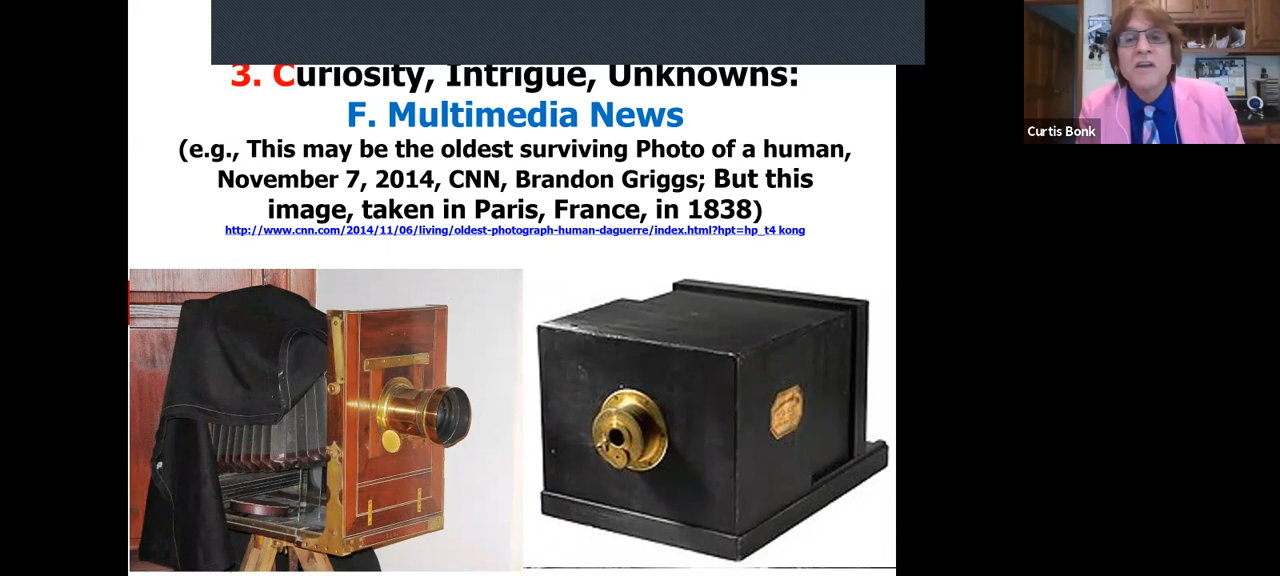 3. Curiosity, Intrigue, Unknowns:
F. Multimedia News
(e.g., This may be the oldest surviving Photo of a human,
November 7, 2014, CNN, Brandon Griggs; But this
image, taken in Paris, France, in 1838)
http://www.cnn.com/2014/11/06/living/oldest-photograph-human-daguerre/index.html?hpt=hp_t4 kong
Curtis Bonk